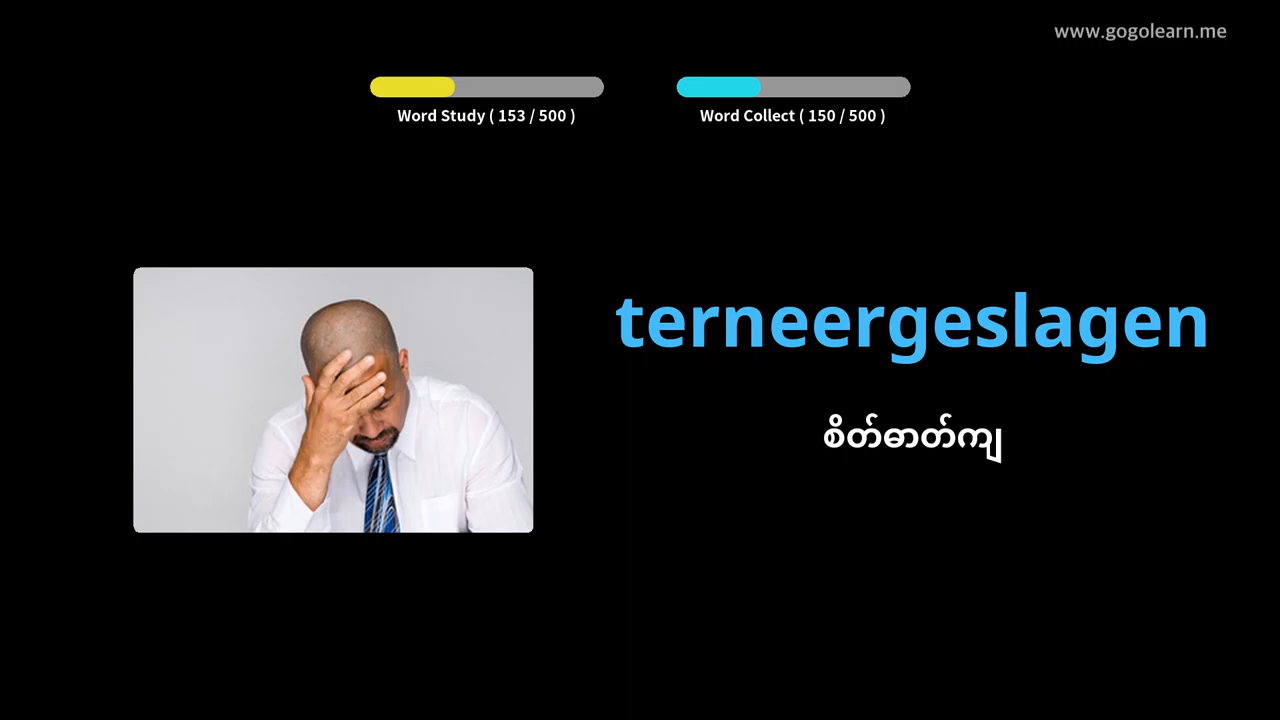 www.gogolearn.me
Word Study ( 153 / 500 )
Word Collect ( 150 / 500 )
terneergeslagen
စိတ်ဓာတ်ကျ